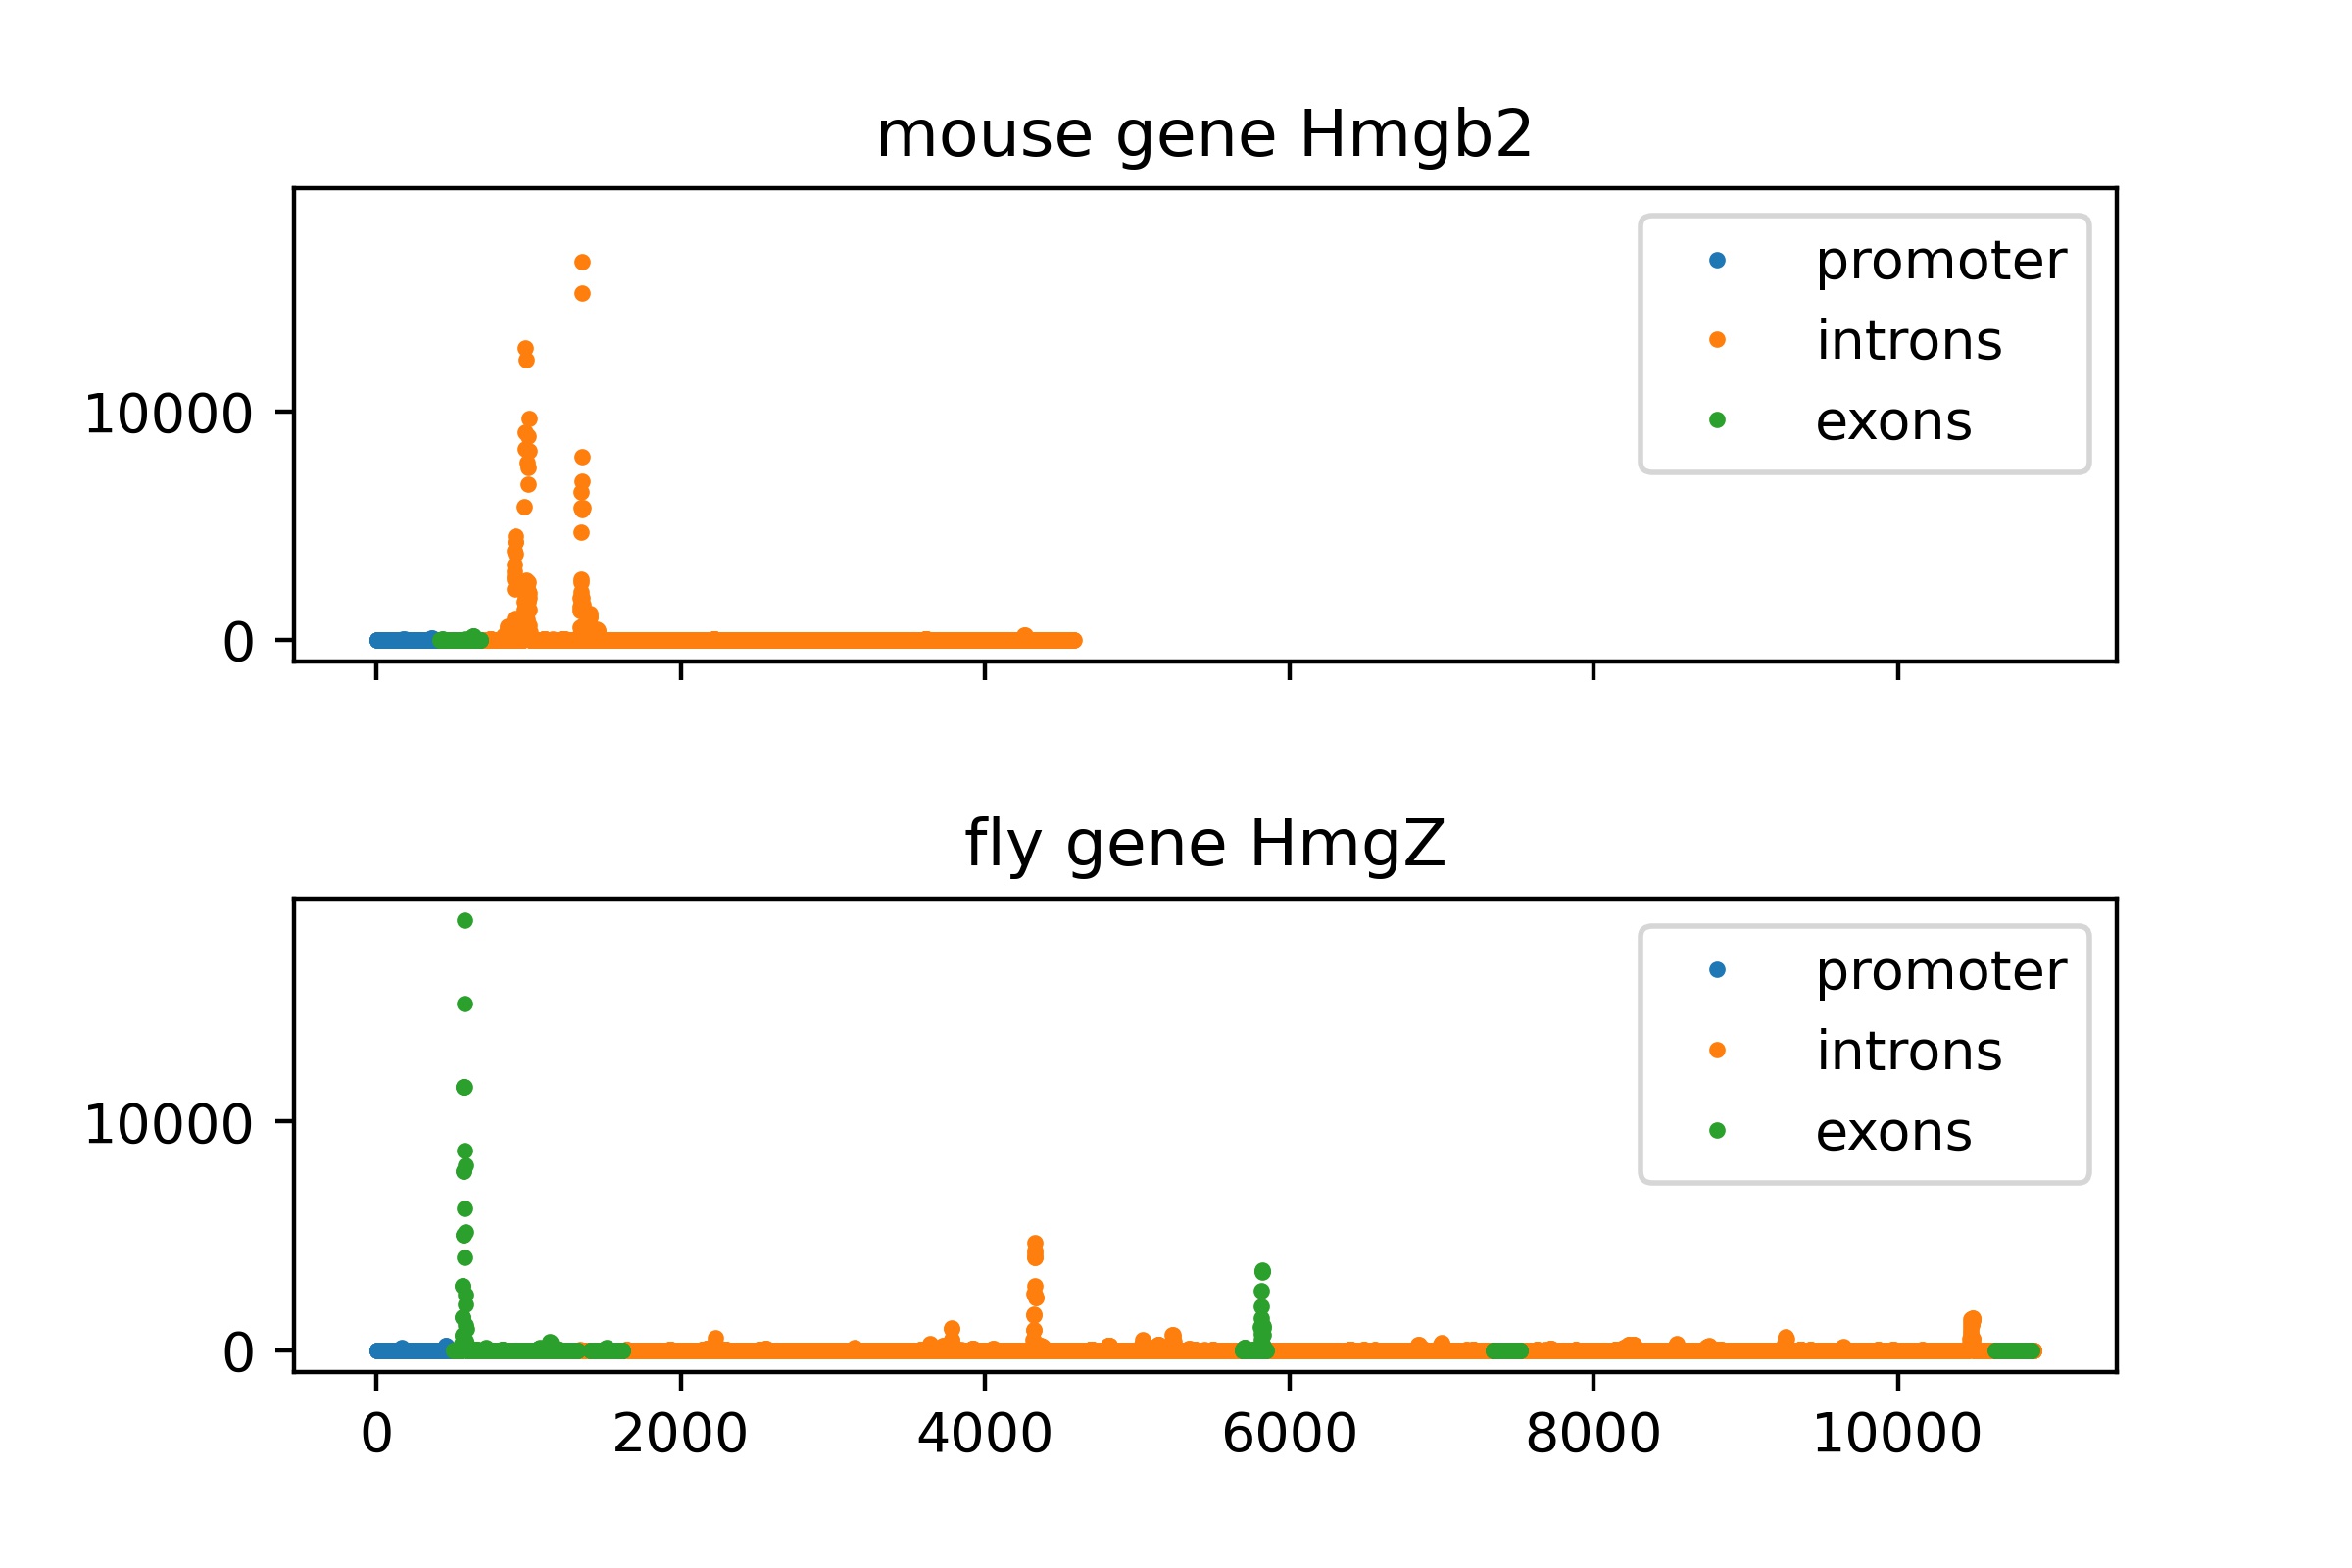 mouse gene Hmgb2
promoter
introns
exons
10000
0
fly gene HmgZ
promoter
introns
exons
10000
0
0 2000 4000 6000 8000 10000